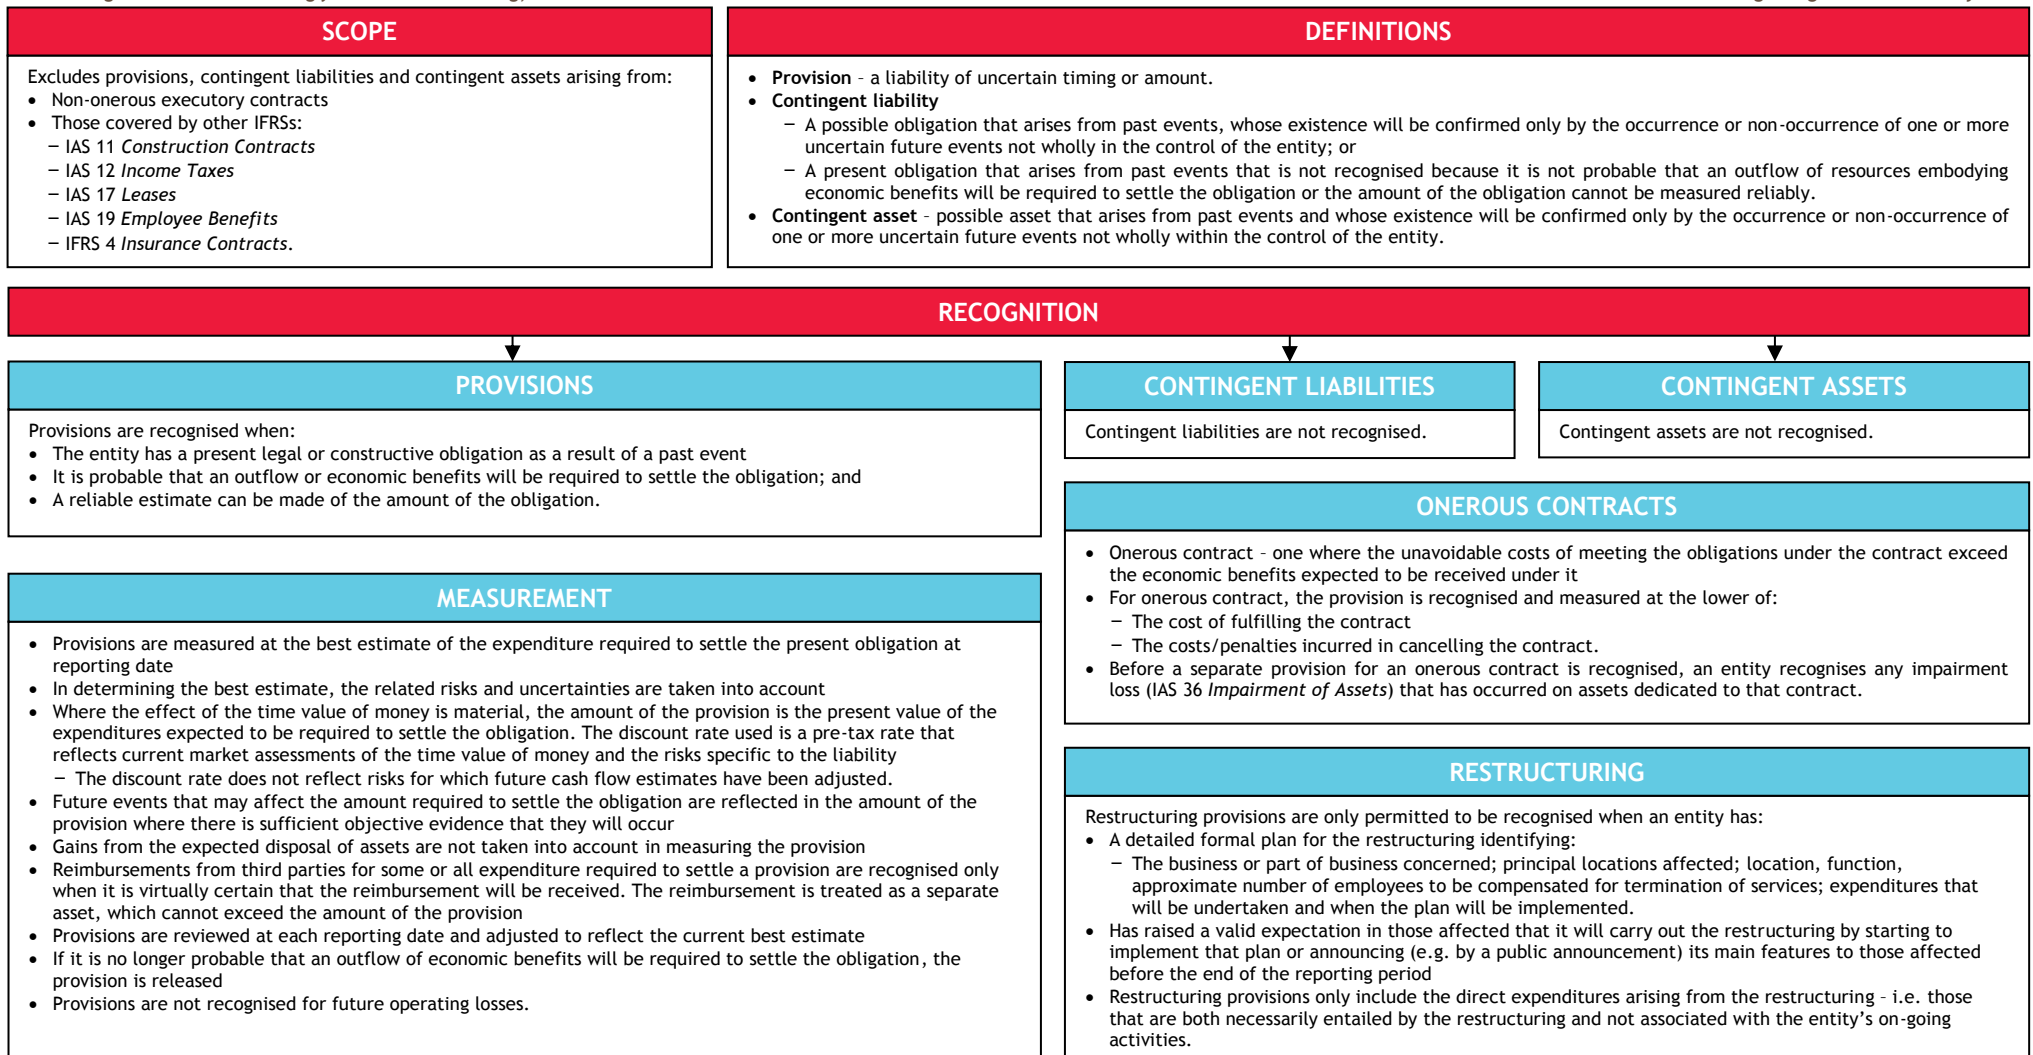 SCOPE
Excludes provisions, contingent liabilities and contingent assets arising from:
• Non-onerous executory contracts
• Those covered by other IFRSs:
− IAS 11 Construction Contracts
− IAS 12 Income Taxes
− IAS 17 Leases
− IAS 19 Employee Benefits
− IFRS 4 Insurance Contracts.
DEFINITIONS
• Provision – a liability of uncertain timing or amount.
• Contingent liability
− A possible obligation that arises from past events, whose existence will be confirmed only by the occurrence or non-occurrence of one or more
uncertain future events not wholly in the control of the entity; or
− A present obligation that arises from past events that is not recognised because it is not probable that an outflow of resources embodying
economic benefits will be required to settle the obligation or the amount of the obligation cannot be measured reliably.
• Contingent asset – possible asset that arises from past events and whose existence will be confirmed only by the occurrence or non-occurrence of
one or more uncertain future events not wholly within the control of the entity.
RECOGNITION
PROVISIONS
Provisions are recognised when:
• The entity has a present legal or constructive obligation as a result of a past event
• It is probable that an outflow or economic benefits will be required to settle the obligation; and
• A reliable estimate can be made of the amount of the obligation.
CONTINGENT LIABILITIES
Contingent liabilities are not recognised.
CONTINGENT ASSETS
Contingent assets are not recognised.
MEASUREMENT
• Provisions are measured at the best estimate of the expenditure required to settle the present obligation at
reporting date
• In determining the best estimate, the related risks and uncertainties are taken into account
• Where the effect of the time value of money is material, the amount of the provision is the present value of the
expenditures expected to be required to settle the obligation. The discount rate used is a pre-tax rate that
reflects current market assessments of the time value of money and the risks specific to the liability
− The discount rate does not reflect risks for which future cash flow estimates have been adjusted.
• Future events that may affect the amount required to settle the obligation are reflected in the amount of the
provision where there is sufficient objective evidence that they will occur
• Gains from the expected disposal of assets are not taken into account in measuring the provision
• Reimbursements from third parties for some or all expenditure required to settle a provision are recognised only
when it is virtually certain that the reimbursement will be received. The reimbursement is treated as a separate
asset, which cannot exceed the amount of the provision
• Provisions are reviewed at each reporting date and adjusted to reflect the current best estimate
• If it is no longer probable that an outflow of economic benefits will be required to settle the obligation, the
provision is released
• Provisions are not recognised for future operating losses.
ONEROUS CONTRACTS
• Onerous contract – one where the unavoidable costs of meeting the obligations under the contract exceed
the economic benefits expected to be received under it
• For onerous contract, the provision is recognised and measured at the lower of:
− The cost of fulfilling the contract
− The costs/penalties incurred in cancelling the contract.
• Before a separate provision for an onerous contract is recognised, an entity recognises any impairment
loss (IAS 36 Impairment of Assets) that has occurred on assets dedicated to that contract.
RESTRUCTURING
Restructuring provisions are only permitted to be recognised when an entity has:
• A detailed formal plan for the restructuring identifying:
− The business or part of business concerned; principal locations affected; location, function,
approximate number of employees to be compensated for termination of services; expenditures that
will be undertaken and when the plan will be implemented.
• Has raised a valid expectation in those affected that it will carry out the restructuring by starting to
implement that plan or announcing (e.g. by a public announcement) its main features to those affected
before the end of the reporting period
• Restructuring provisions only include the direct expenditures arising from the restructuring – i.e. those
that are both necessarily entailed by the restructuring and not associated with the entity's on-going
activities.